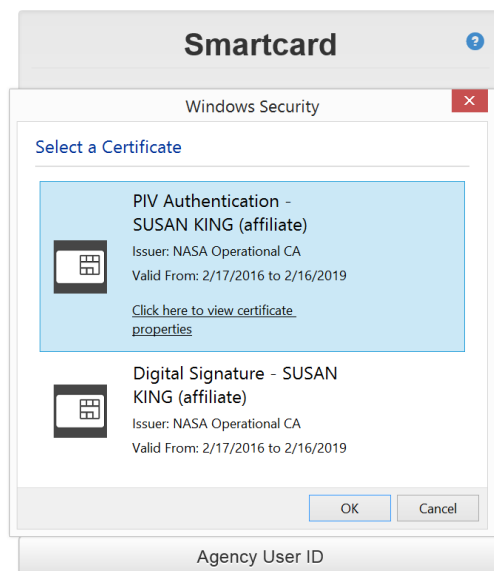 Smartcard
?
Windows Security
Select a Certificate
PIV Authentication -
SUSAN KING (affiliate)
Issuer: NASA Operational CA
Valid From: 2/17/2016 to 2/16/2019
Click here to view certificate
properties
Digital Signature - SUSAN
KING (affiliate)
Issuer: NASA Operational CA
Valid From: 2/17/2016 to 2/16/2019
OK Cancel
Agency User ID